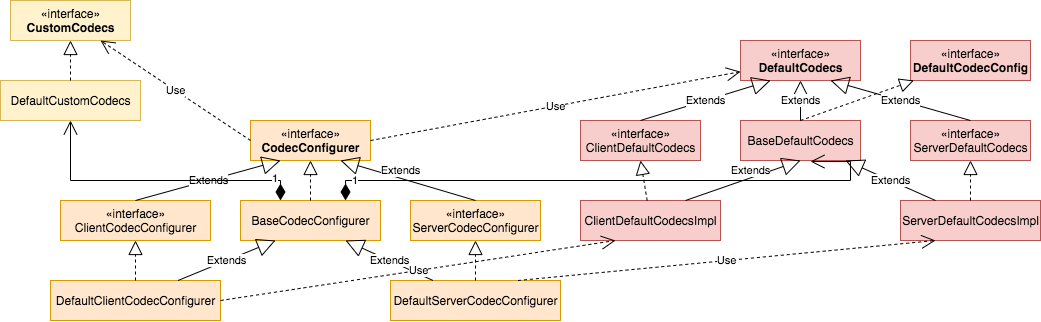 «interface»
CustomCodecs
«interface»
DefaultCodecs
«interface»
DefaultCodecConfig
DefaultCustomCodecs
Use
Extends
Extends
Extends
Use
«interface»
CodecConfigurer
«interface»
ClientDefaultCodecs
BaseDefaultCodecs
«interface»
ServerDefaultCodecs
Extends
1
1
Extends
Extends
Extends
«interface»
ClientCodecConfigurer
BaseCodecConfigurer
«interface»
ServerCodecConfigurer
ClientDefaultCodecsImpl
ServerDefaultCodecsImpl
Extends
Extends
Use
Use
DefaultClientCodecConfigurer
DefaultServerCodecConfigurer